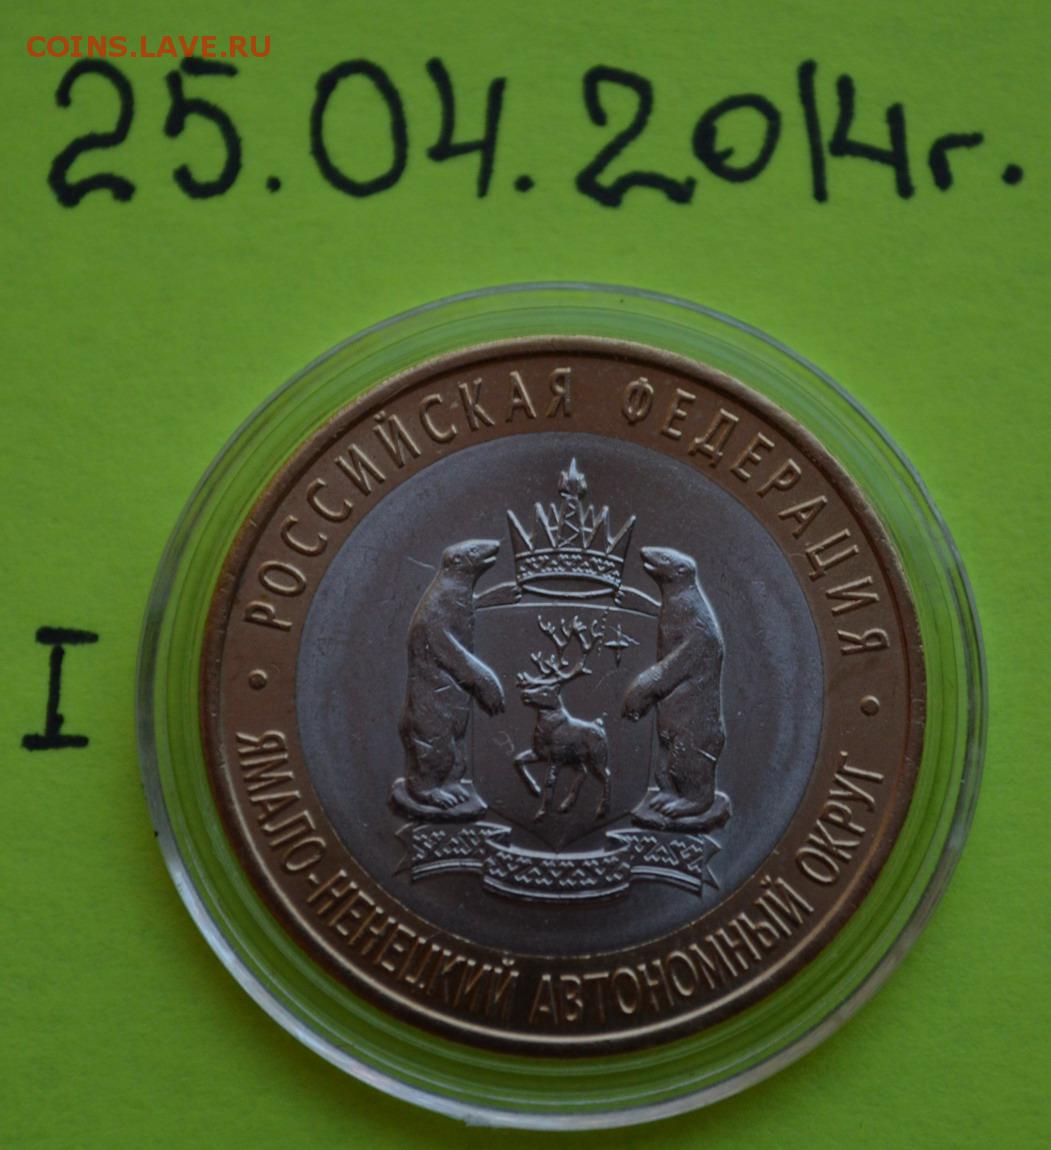 COINS.LAVE.RU
25.04.2014г.
I
РОССИЙСКАЯ ФЕДЕРАЦИЯ
ЯМАЛО-НЕНЕЦКИЙ АВТОНОМНЫЙ ОКРУГ